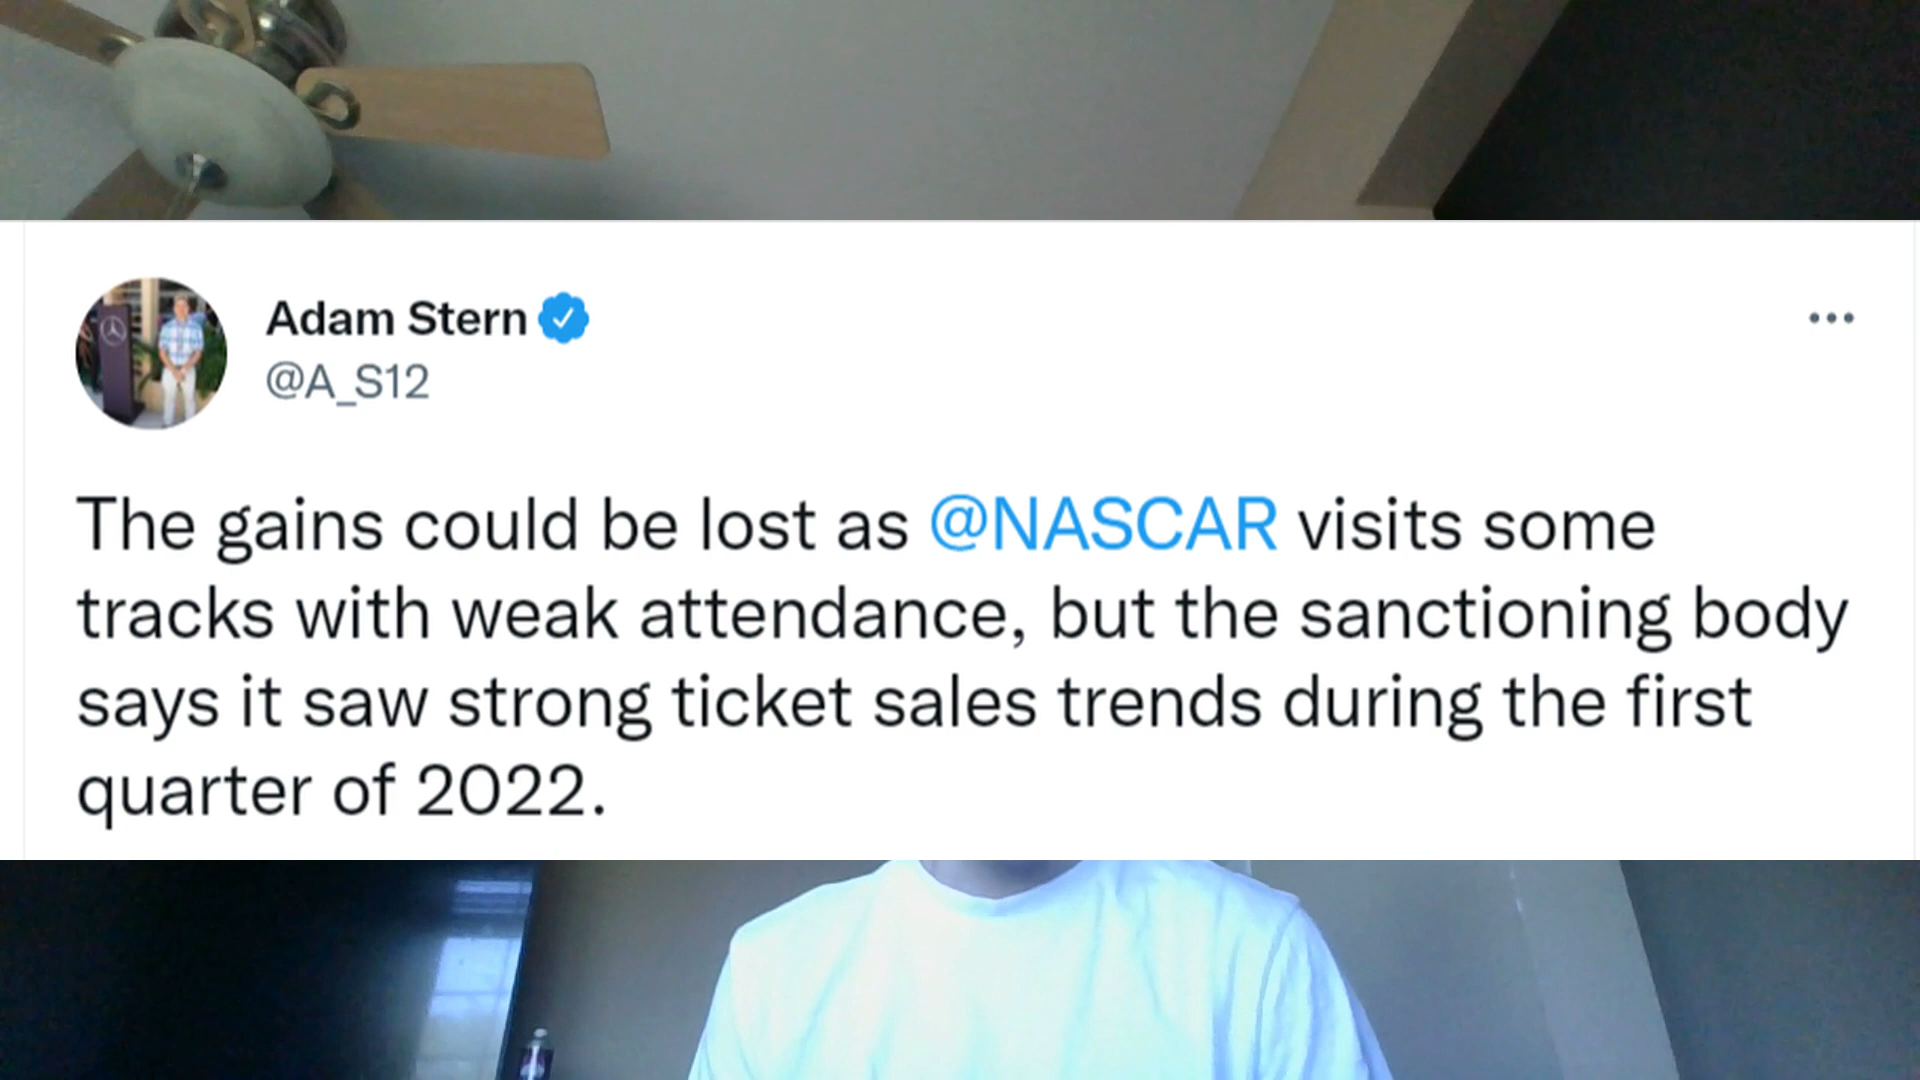 Adam Stern
@A_S12
The gains could be lost as @NASCAR visits some
tracks with weak attendance, but the sanctioning body
says it saw strong ticket sales trends during the first
quarter of 2022.